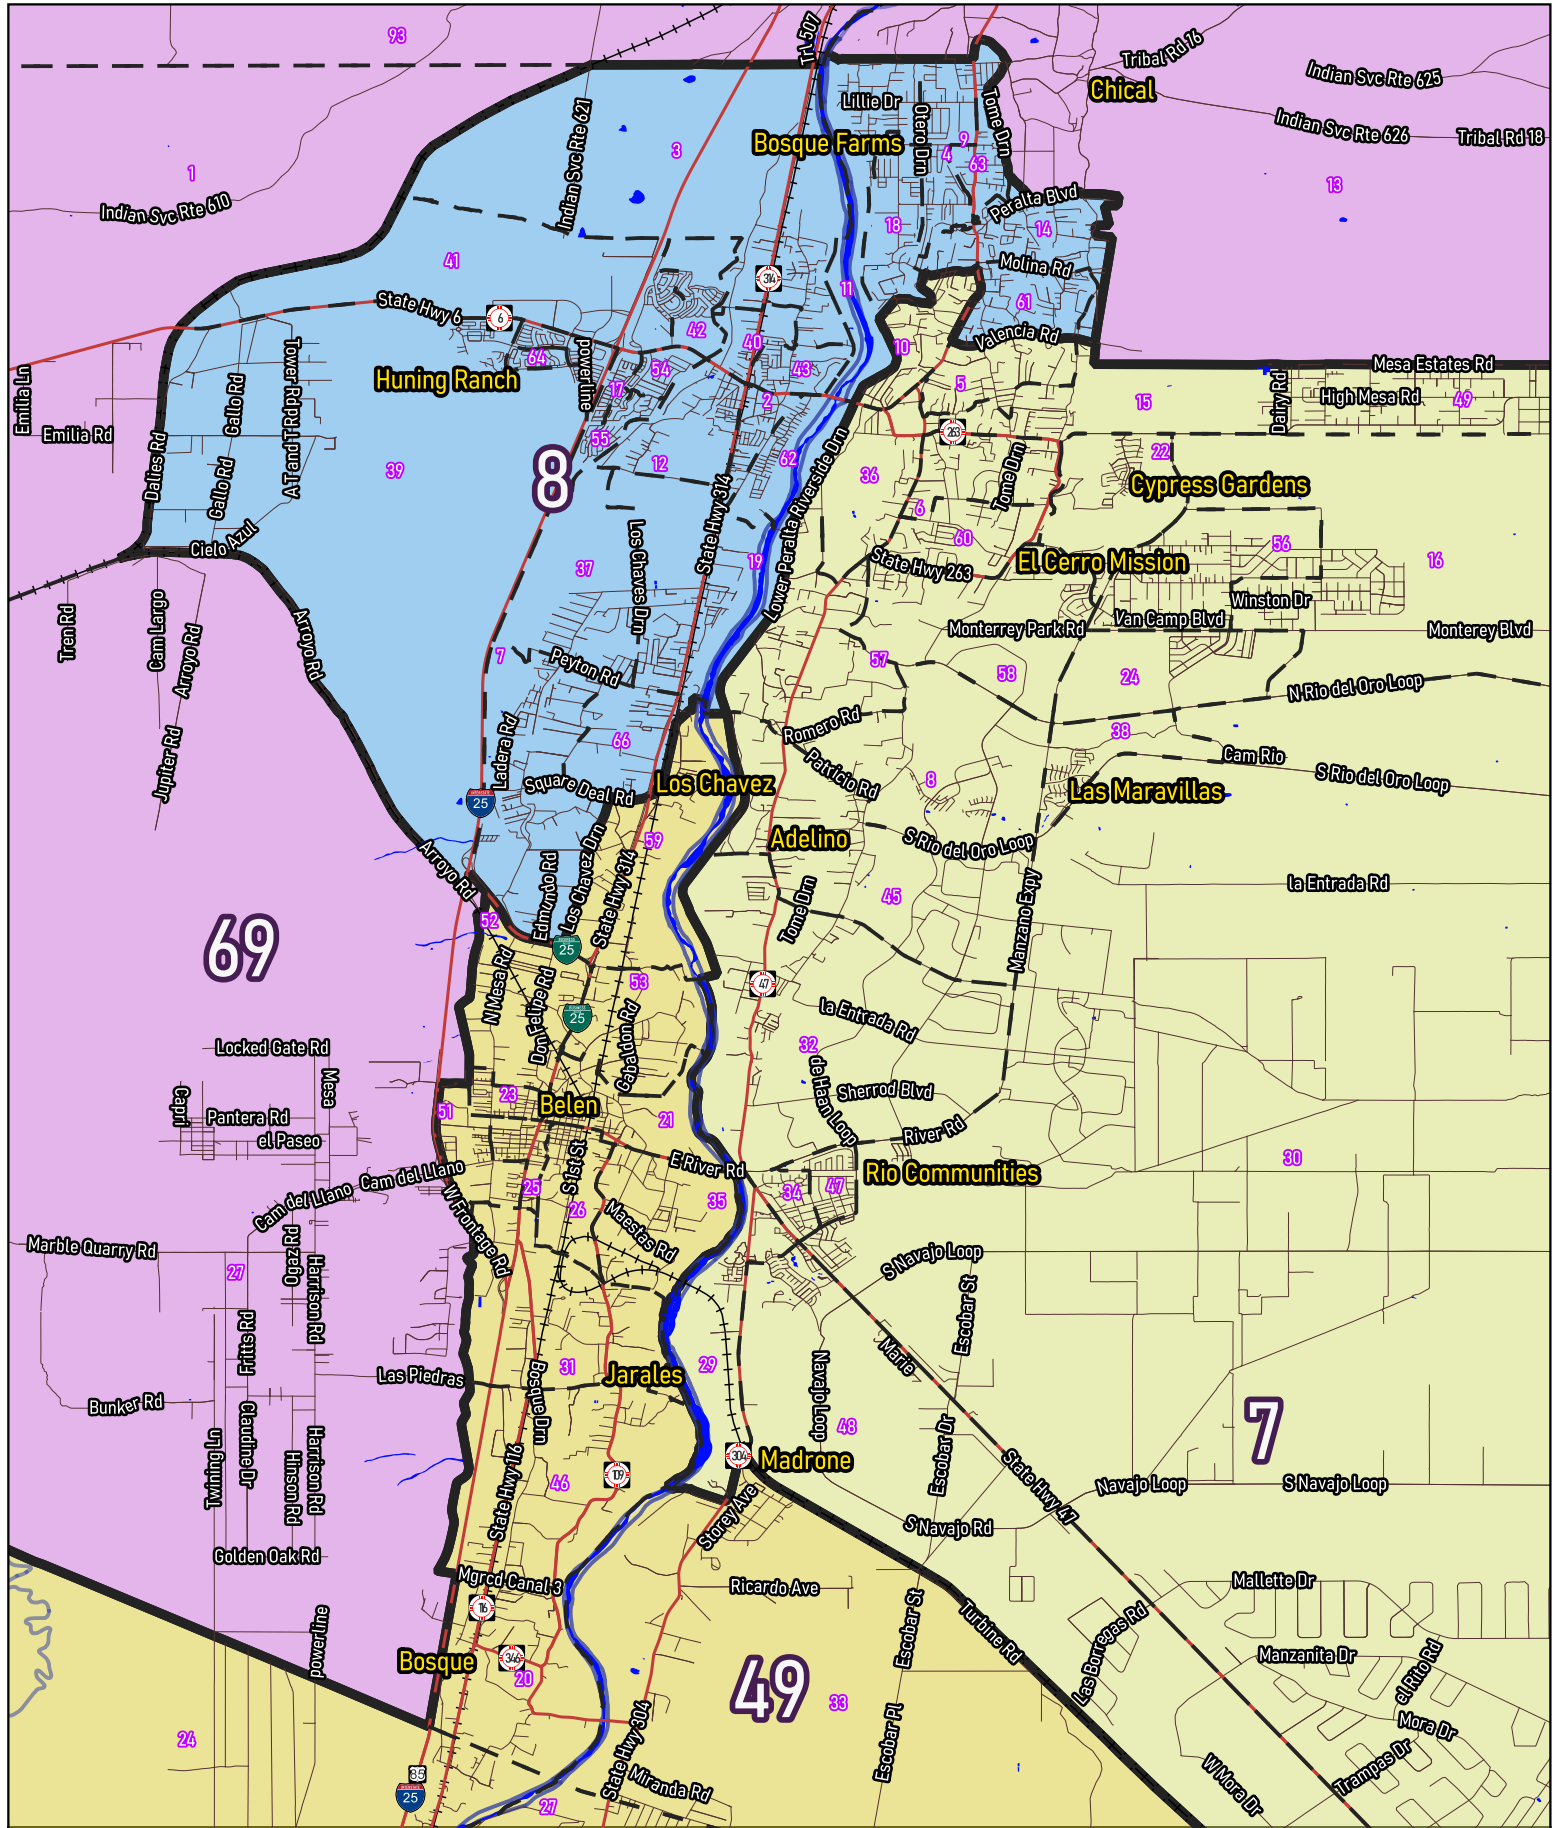 93
Trl 507
Tribal Rd 16
Chical
Indian Svc Rte 625
Lillie Dr
Otero Drn
Tome Drn
Indian Svc Rte 621
Indian Svc Rte 626
Tribal Rd 18
Bosque Farms
3
9
4
63
1
13
Indian Svc Rte 610
Peralta Blvd
18
14
41
Molina Rd
314
11
61
State Hwy 6
6
42
40
10
Valencia Rd
64
54
43
Mesa Estates Rd
Huning Ranch
powerline
17
5
Emilia Ln
Tower Rd
Gallo Rd
2
15
Dairy Rd
High Mesa Rd
49
Emilia Rd
A T and T Rd
55
263
Dalies Rd
39
8
12
62
36
22
Gallo Rd
Tome Drn
Cypress Gardens
State Hwy 314
Lower Peralta Riverside Drn
6
60
Cielo Azul
Los Chaves Drn
37
19
State Hwy 263
El Cerro Mission
56
16
Winston Dr
Tren Rd
Cam Largo
Arroyo Rd
Arroyo Rd
Monterrey Park Rd
Van Camp Blvd
Monterey Blvd
7
Peyton Rd
57
58
24
N Rio del Oro Loop
Jupiter Rd
Ladera Rd
66
Romero Rd
38
Cam Rio
S Rio del Oro Loop
Patricio Rd
8
Square Deal Rd
Los Chavez
Las Maravillas
25
59
Adelino
S Rio del Oro Loop
Arroyo Rd
Edmundo Rd
Los Chavez Drn
State Hwy 314
45
la Entrada Rd
Manzano Expy
Tome Drn
52
69
25
N Mesa Rd
Don Felipe Rd
53
47
25
Gabaldon Rd
la Entrada Rd
Locked Gate Rd
32
Mesa
de Haan Loop
Capri
23
Belen
51
21
Sherrod Blvd
Pantera Rd
el Paseo
River Rd
30
Cam del Llano
Cam del Llano
E River Rd
Rio Communities
S 1st St
25
26
35
34
47
W Frontage Rd
Maestas Rd
Marble Quarry Rd
Ogaz Rd
27
Harrison Rd
S Navajo Loop
Escobar St
Fritts Rd
Marie
Las Piedras
31
Jarales
29
Navajo Loop
Bosque Drn
Bunker Rd
7
48
Claudine Dr
Harrison Rd
Hinson Rd
Twining Ln
Escobar Dr
304
Madrone
State Hwy 47
State Hwy 116
46
109
Navajo Loop
S Navajo Loop
Storey Ave
S Navajo Rd
Golden Oak Rd
Mgrcd Canal 3
Ricardo Ave
Mallette Dr
116
Escobar St
Turbine Rd
Las Borregas Rd
powerline
Bosque
346
Manzanita Dr
el Rito Rd
20
49
33
24
State Hwy 304
Escobar Pl
Mora Dr
85
25
Miranda Rd
W Mora Dr
Trampas Dr
27